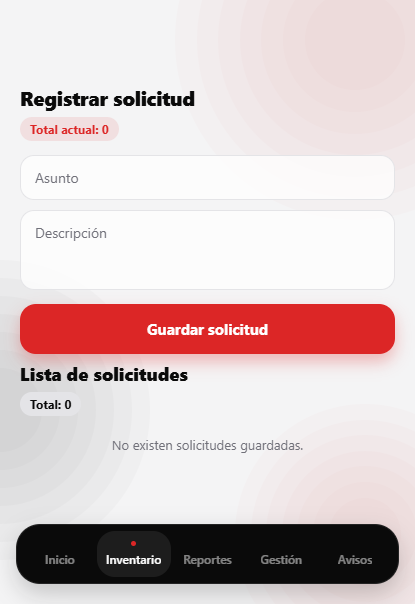 Registrar solicitud
Total actual: 0
Asunto
Descripción
Guardar solicitud
Lista de solicitudes
Total: 0
No existen solicitudes guardadas.
Inicio Inventario Reportes Gestión Avisos